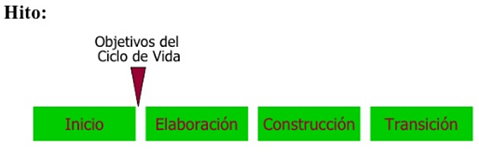 Hito:
Objetivos del
Ciclo de Vida
Inicio
Elaboración
Construcción
Transición